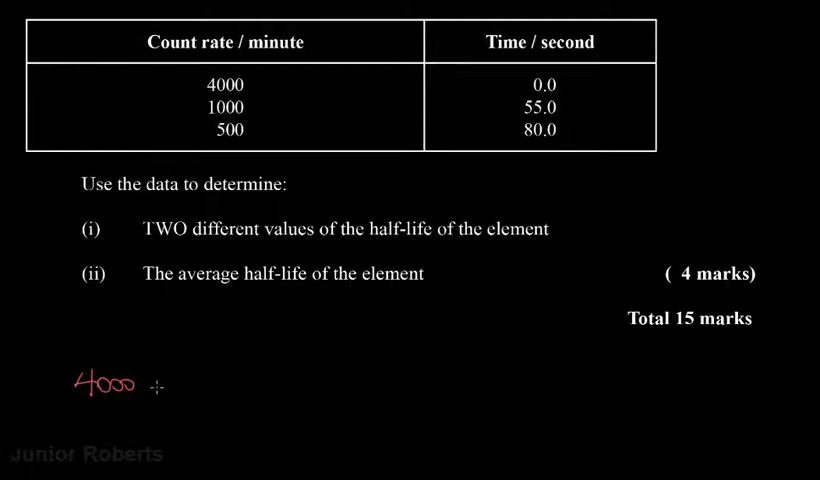 Count rate / minute Time / second
4000 0.0
1000 55.0
500 80.0
Use the data to determine:
(i) TWO different values of the half-life of the element
(ii) The average half-life of the element ( 4 marks)
Total 15 marks
4000
Junior Roberts